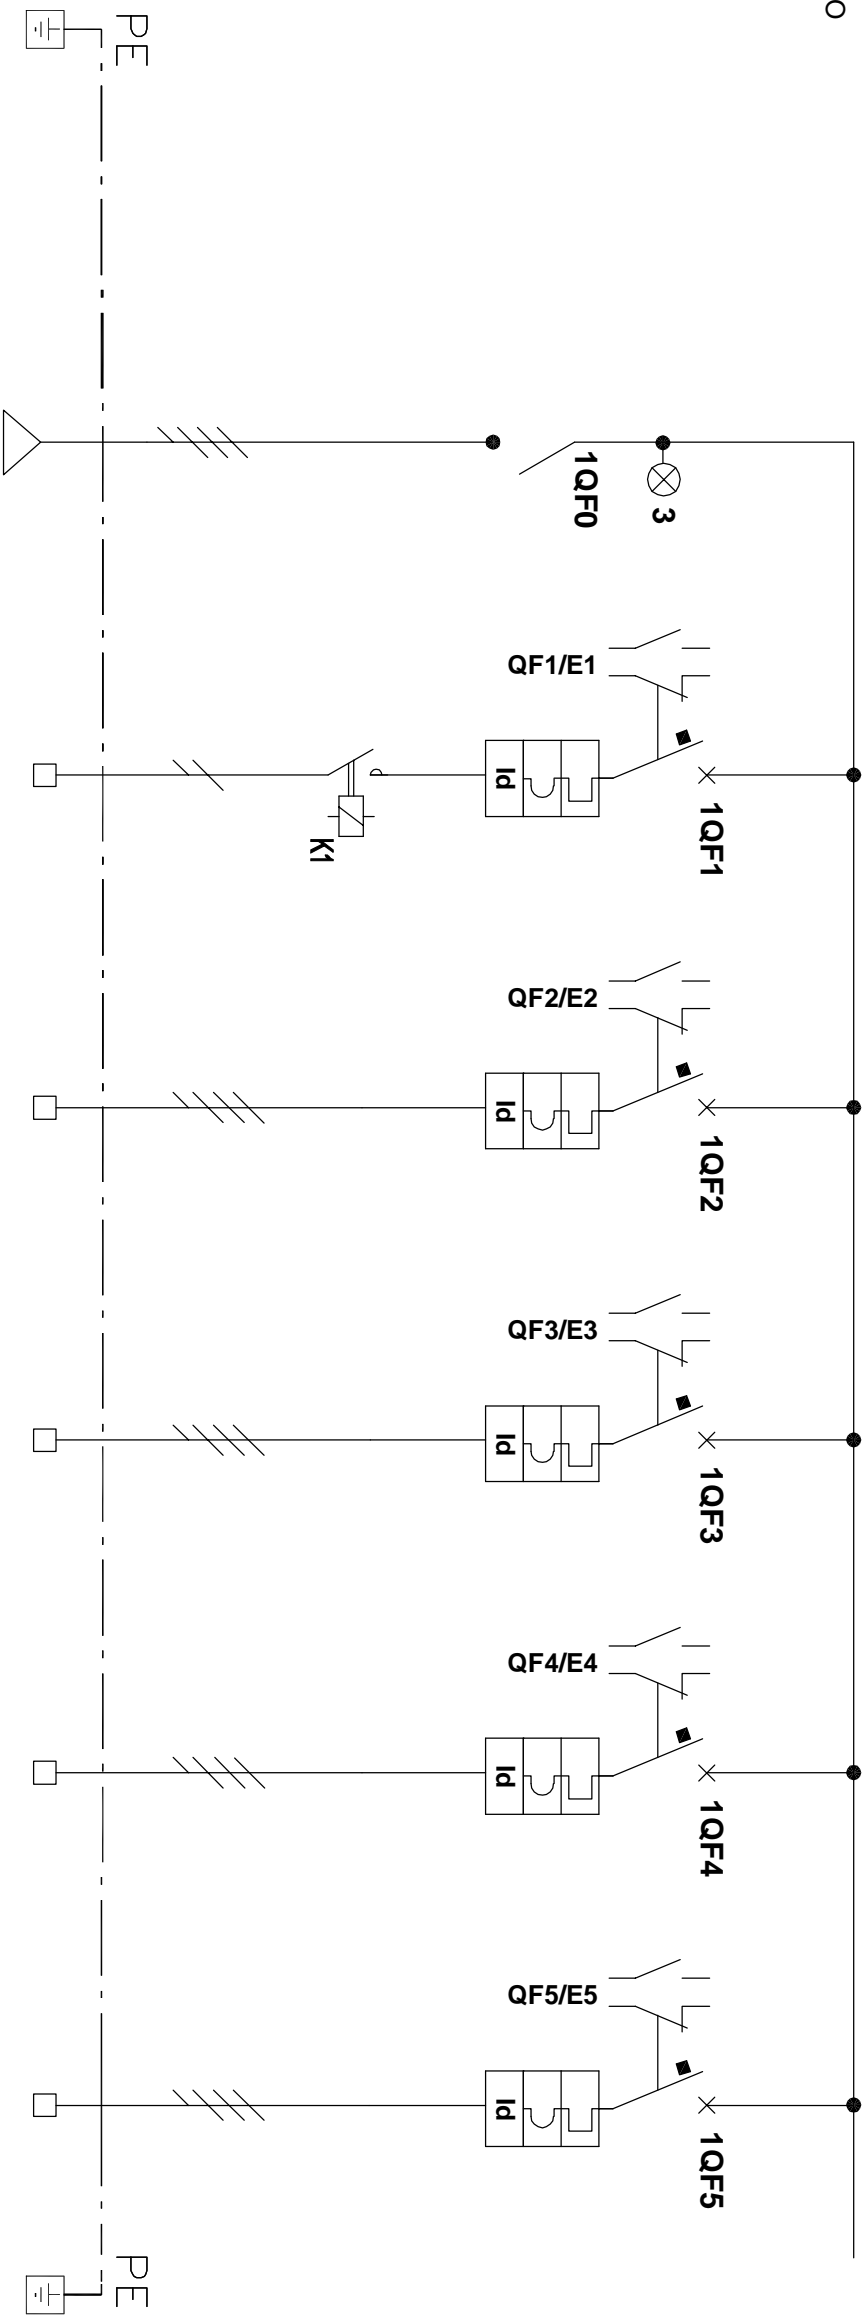 o
PE
3
1QF0
QF1/E1
Id
1QF1
K1
QF2/E2
Id
1QF2
QF3/E3
Id
1QF3
QF4/E4
Id
1QF4
QF5/E5
Id
1QF5
PE